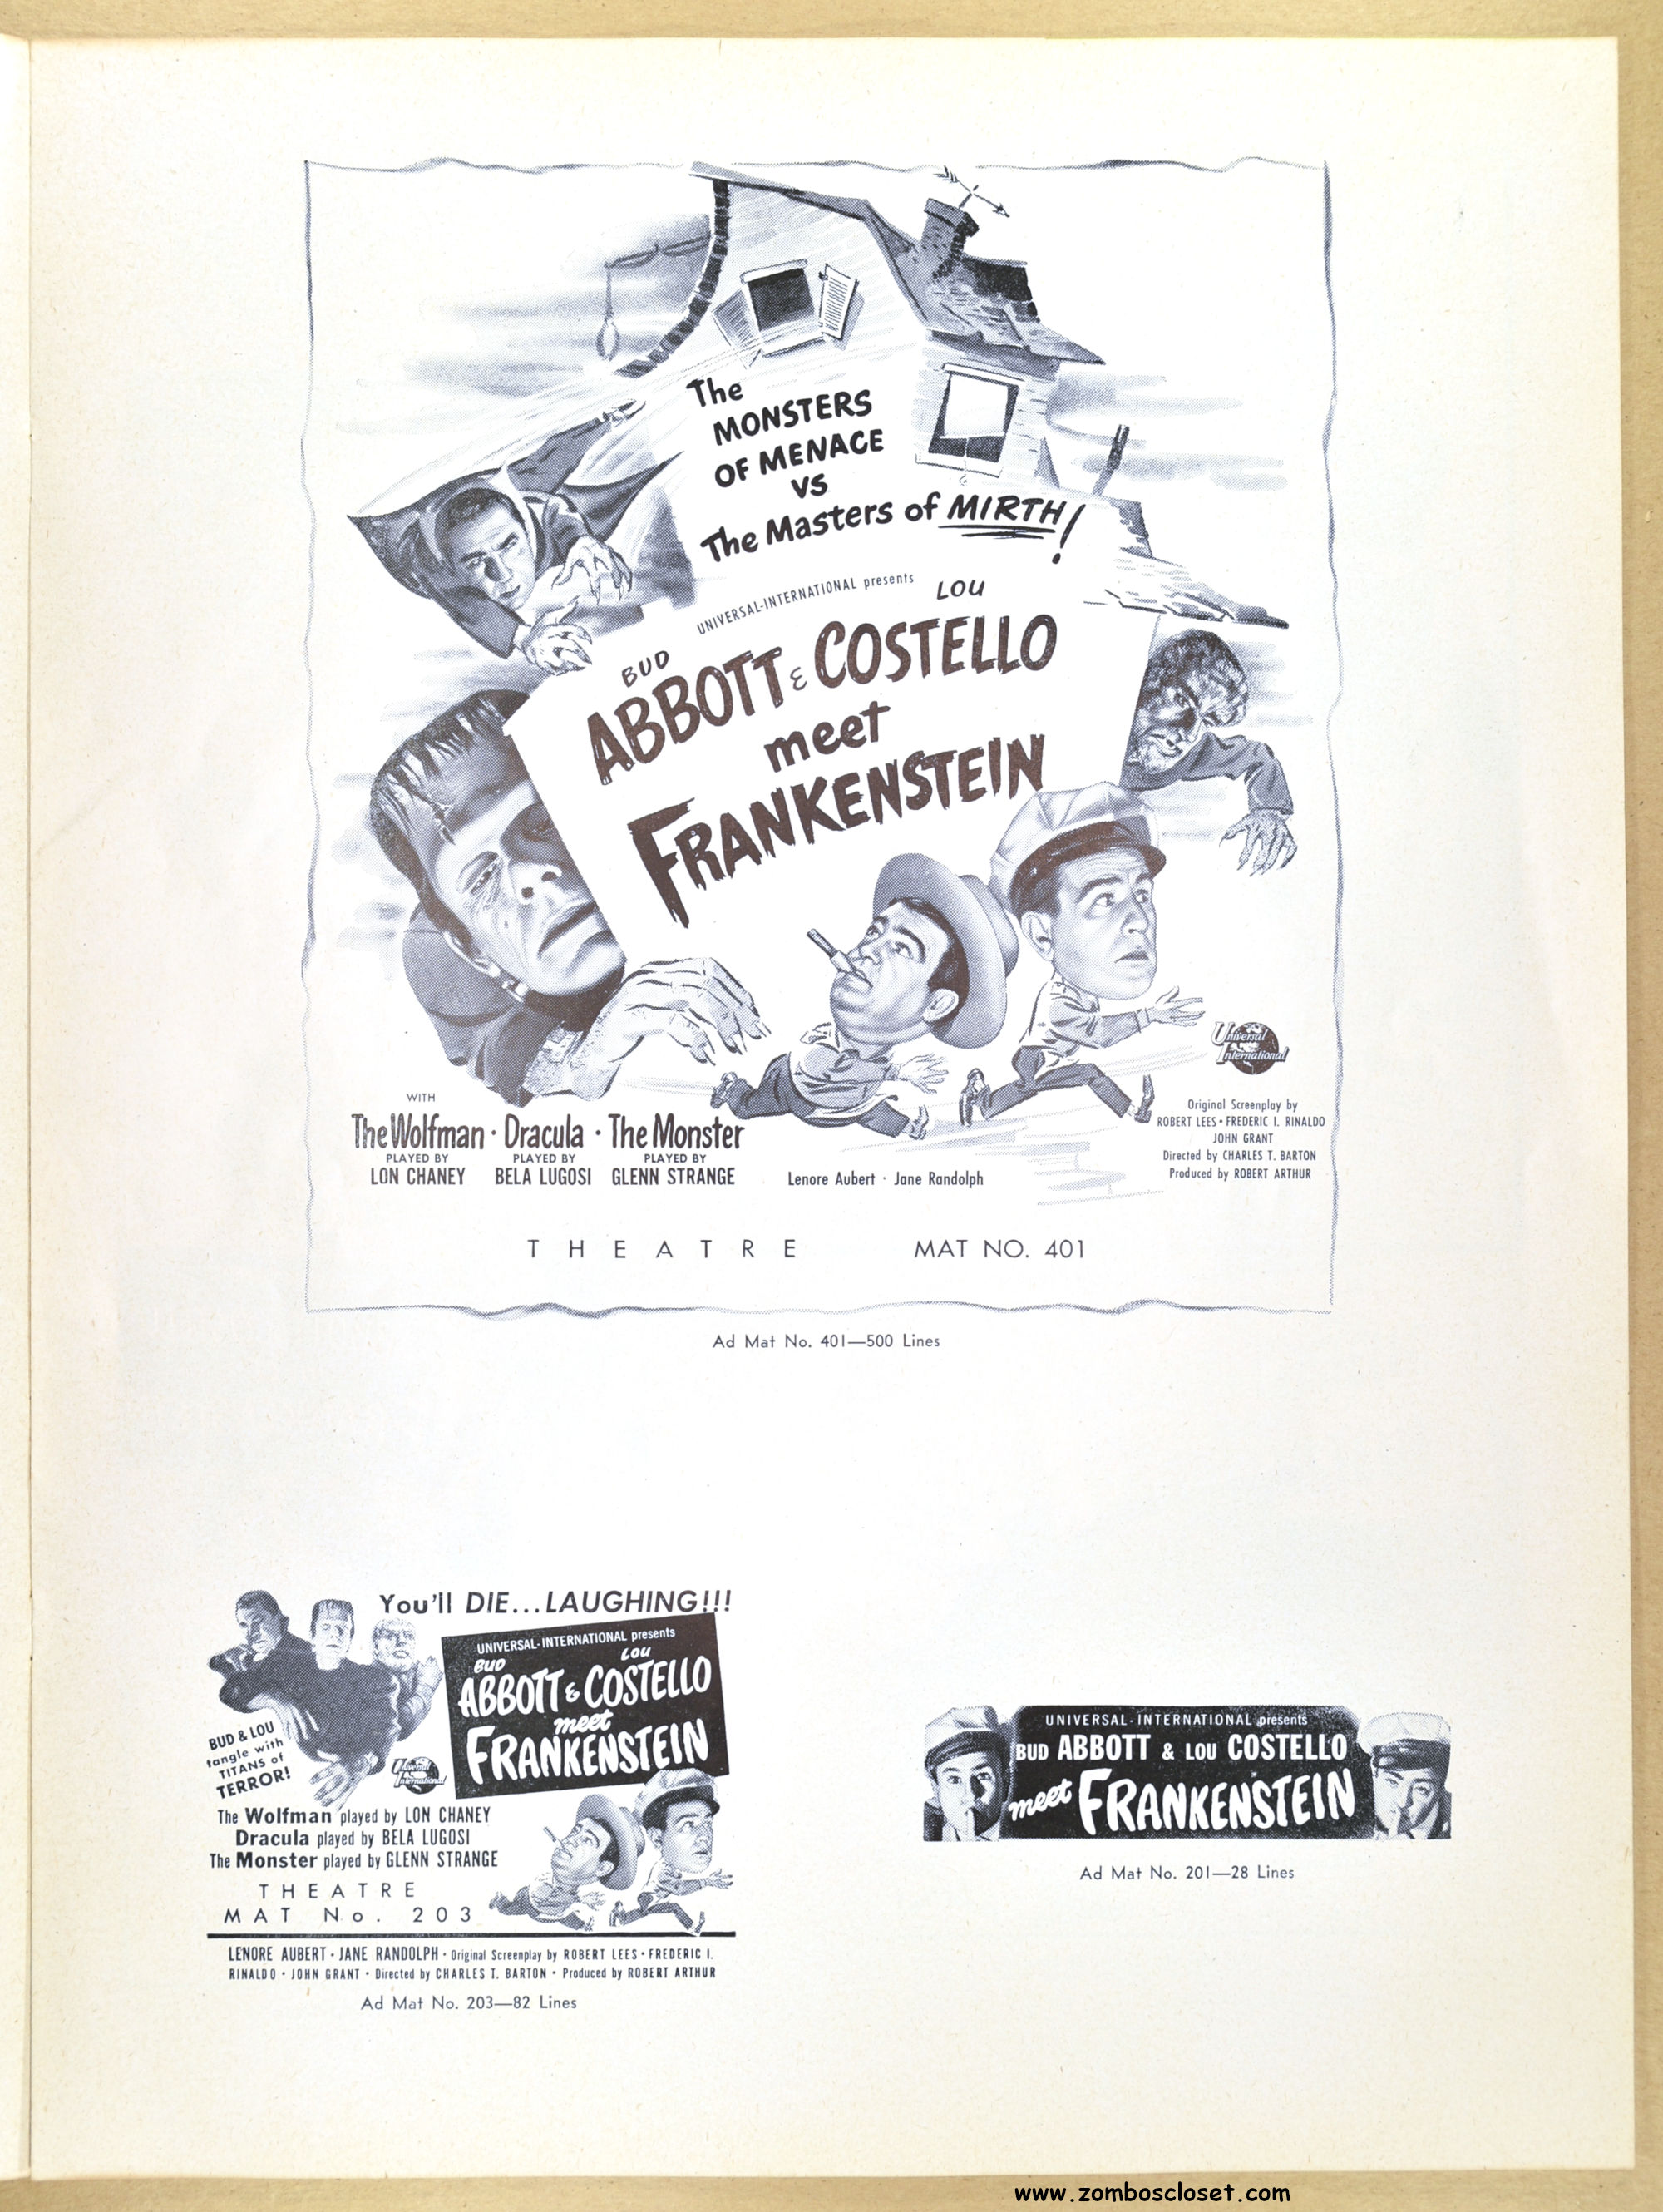 The
MONSTERS
OF MENACE
VS
The Masters of MIRTH!
UNIVERSAL-INTERNATIONAL presents
BUD LOU
ABBOTT & COSTELLO
meet
FRANKENSTEIN
Universal
International
WITH
The Wolfman · Dracula · The Monster
PLAYED BY PLAYED BY PLAYED BY
LON CHANEY BELA LUGOSI GLENN STRANGE
Lenore Aubert · Jane Randolph
Original Screenplay by
ROBERT LEES • FREDERIC I. RINALDO
JOHN GRANT
Directed by CHARLES T. BARTON
Produced by ROBERT ARTHUR
THEATRE MAT NO. 401
Ad Mat No. 401—500 Lines
You'll DIE...LAUGHING!!!
UNIVERSAL-INTERNATIONAL presents
BUD LOU
ABBOTT & COSTELLO
meet
FRANKENSTEIN
BUD & LOU
tangle with
TITANS of
TERROR!
Universal
International
The Wolfman played by LON CHANEY
Dracula played by BELA LUGOSI
The Monster played by GLENN STRANGE
THEATRE
MAT No. 203
LENORE AUBERT • JANE RANDOLPH • Original Screenplay by ROBERT LEES • FREDERIC I.
RINALDO • JOHN GRANT • Directed by CHARLES T. BARTON • Produced by ROBERT ARTHUR
Ad Mat No. 203—82 Lines
UNIVERSAL-INTERNATIONAL presents
BUD ABBOTT & LOU COSTELLO
meet FRANKENSTEIN
Ad Mat No. 201—28 Lines
www.zomboscloset.com